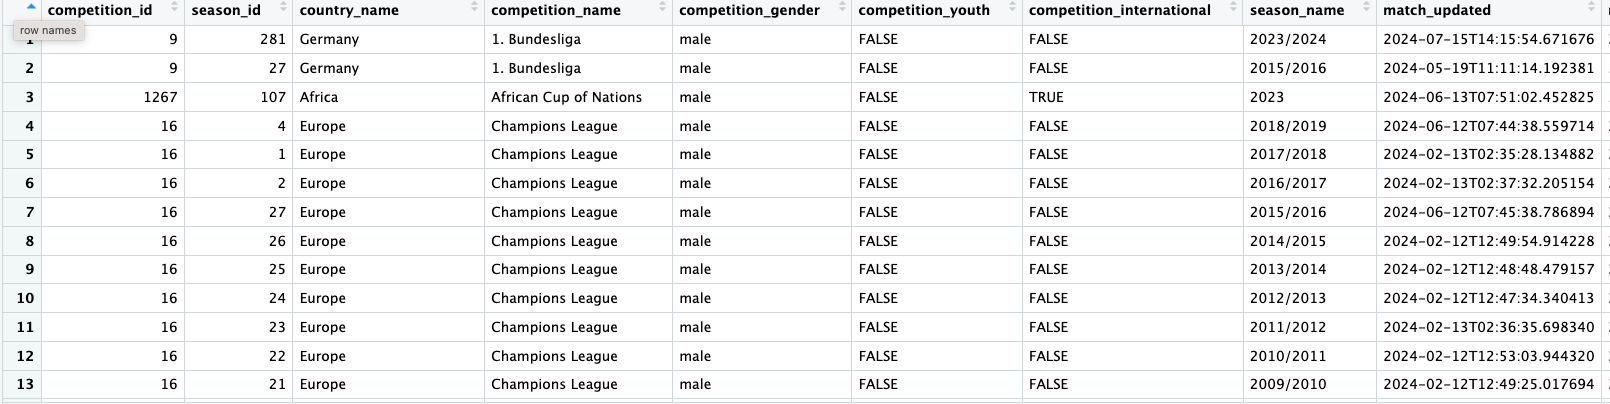 competition_id season_id country_name competition_name competition_gender competition_youth competition_international season_name match_updated
row names
1 9 281 Germany 1. Bundesliga male FALSE FALSE 2023/2024 2024-07-15T14:15:54.671676
2 9 27 Germany 1. Bundesliga male FALSE FALSE 2015/2016 2024-05-19T11:11:14.192381
3 1267 107 Africa African Cup of Nations male FALSE TRUE 2023 2024-06-13T07:51:02.452825
4 16 4 Europe Champions League male FALSE FALSE 2018/2019 2024-06-12T07:44:38.559714
5 16 1 Europe Champions League male FALSE FALSE 2017/2018 2024-02-13T02:35:28.134882
6 16 2 Europe Champions League male FALSE FALSE 2016/2017 2024-02-13T02:37:32.205154
7 16 27 Europe Champions League male FALSE FALSE 2015/2016 2024-06-12T07:45:38.786894
8 16 26 Europe Champions League male FALSE FALSE 2014/2015 2024-02-12T12:49:54.914228
9 16 25 Europe Champions League male FALSE FALSE 2013/2014 2024-02-12T12:48:48.479157
10 16 24 Europe Champions League male FALSE FALSE 2012/2013 2024-02-12T12:47:34.340413
11 16 23 Europe Champions League male FALSE FALSE 2011/2012 2024-02-13T02:36:35.698340
12 16 22 Europe Champions League male FALSE FALSE 2010/2011 2024-02-12T12:53:03.944320
13 16 21 Europe Champions League male FALSE FALSE 2009/2010 2024-02-12T12:49:25.017694